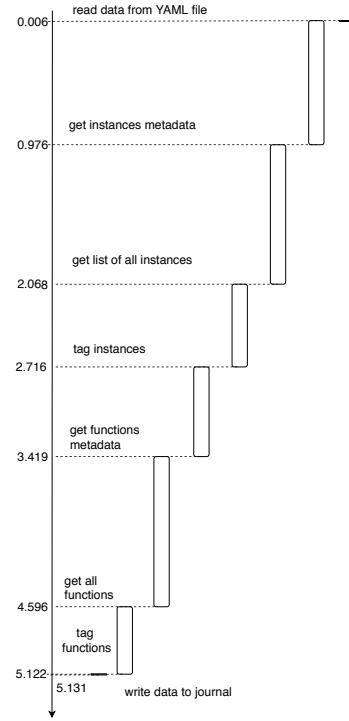 read data from YAML file
0.006
get instances metadata
0.976
get list of all instances
2.068
tag instances
2.716
get functions
metadata
3.419
get all
functions
4.596
tag
functions
5.122
5.131
write data to journal